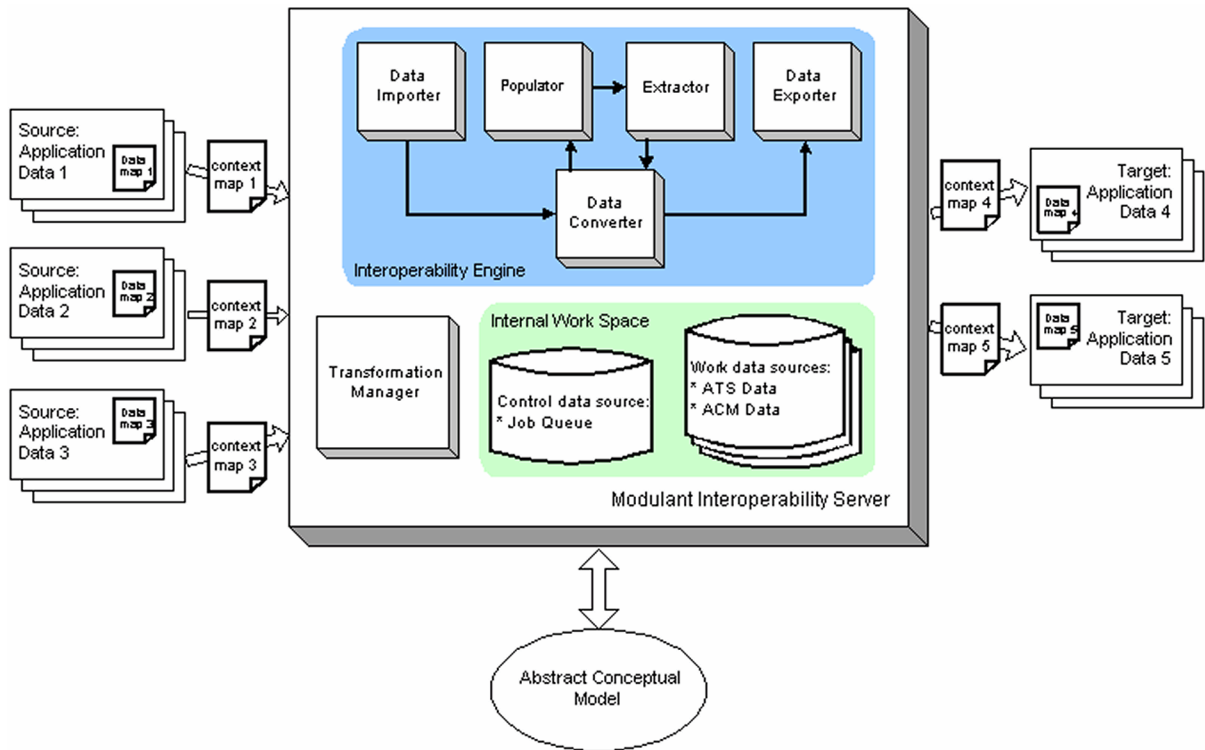 Data
Importer
Populator
Extractor
Data
Exporter
Data
Converter
Interoperability Engine
Source:
Application
Data 1
Data
map 1
context
map 1
Source:
Application
Data 2
Data
map 2
context
map 2
Source:
Application
Data 3
Data
map 3
context
map 3
Transformation
Manager
Internal Work Space
Control data source:
* Job Queue
Work data sources:
* ATS Data
* ACM Data
Modulant Interoperability Server
context
map 4
Target:
Application
Data 4
Data
map 4
context
map 5
Target:
Application
Data 5
Data
map 5
Abstract Conceptual
Model